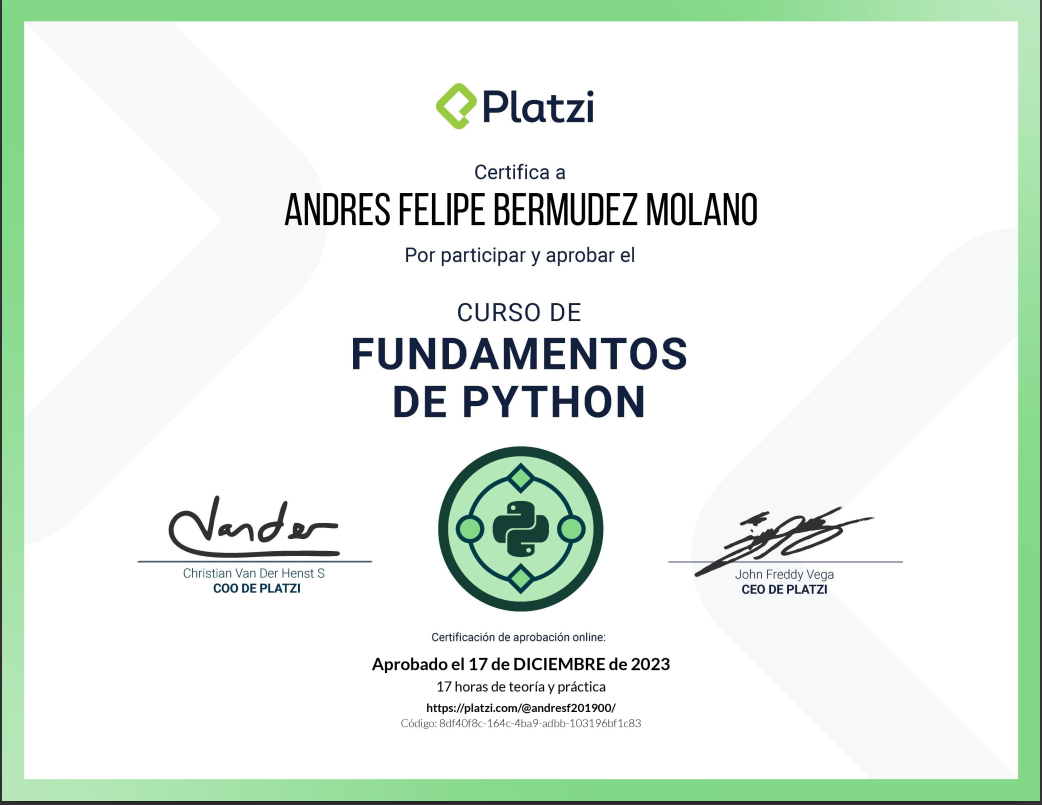 Platzi
Certifica a
ANDRES FELIPE BERMUDEZ MOLANO
Por participar y aprobar el
CURSO DE
FUNDAMENTOS
DE PYTHON
Vander
Christian Van Der Henst S
COO DE PLATZI
John Freddy Vega
CEO DE PLATZI
Certificación de aprobación online:
Aprobado el 17 de DICIEMBRE de 2023
17 horas de teoría y práctica
https://platzi.com/@andresf201900/
Código: 8df40f8c-164c-4ba9-adbb-103196bf1c83